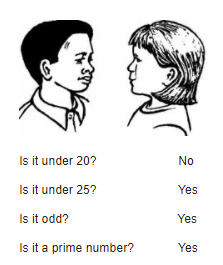 Is it under 20? No
Is it under 25? Yes
Is it odd? Yes
Is it a prime number? Yes